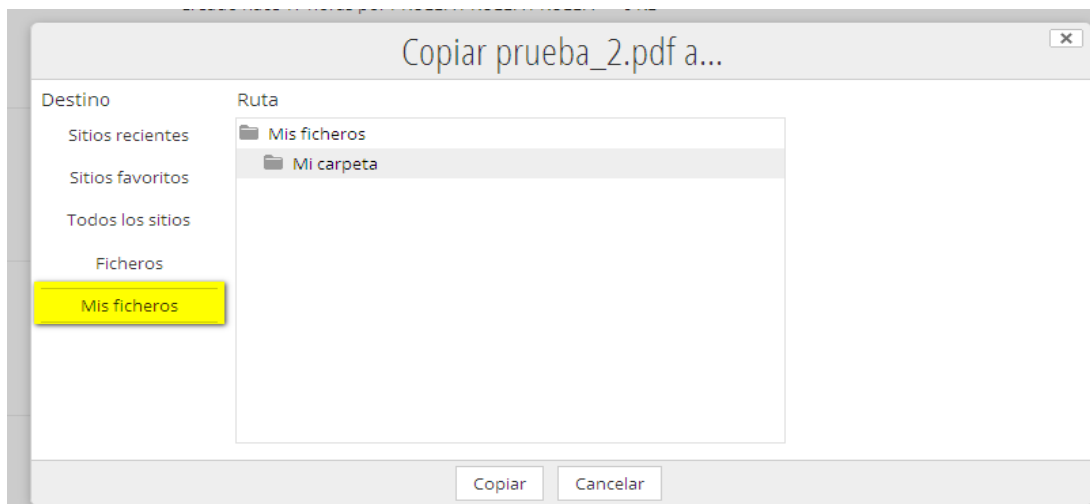 Copiar prueba_2.pdf a...
Destino
Ruta
Sitios recientes
Sitios favoritos
Todos los sitios
Ficheros
Mis ficheros
Mis ficheros
Mi carpeta
Copiar
Cancelar